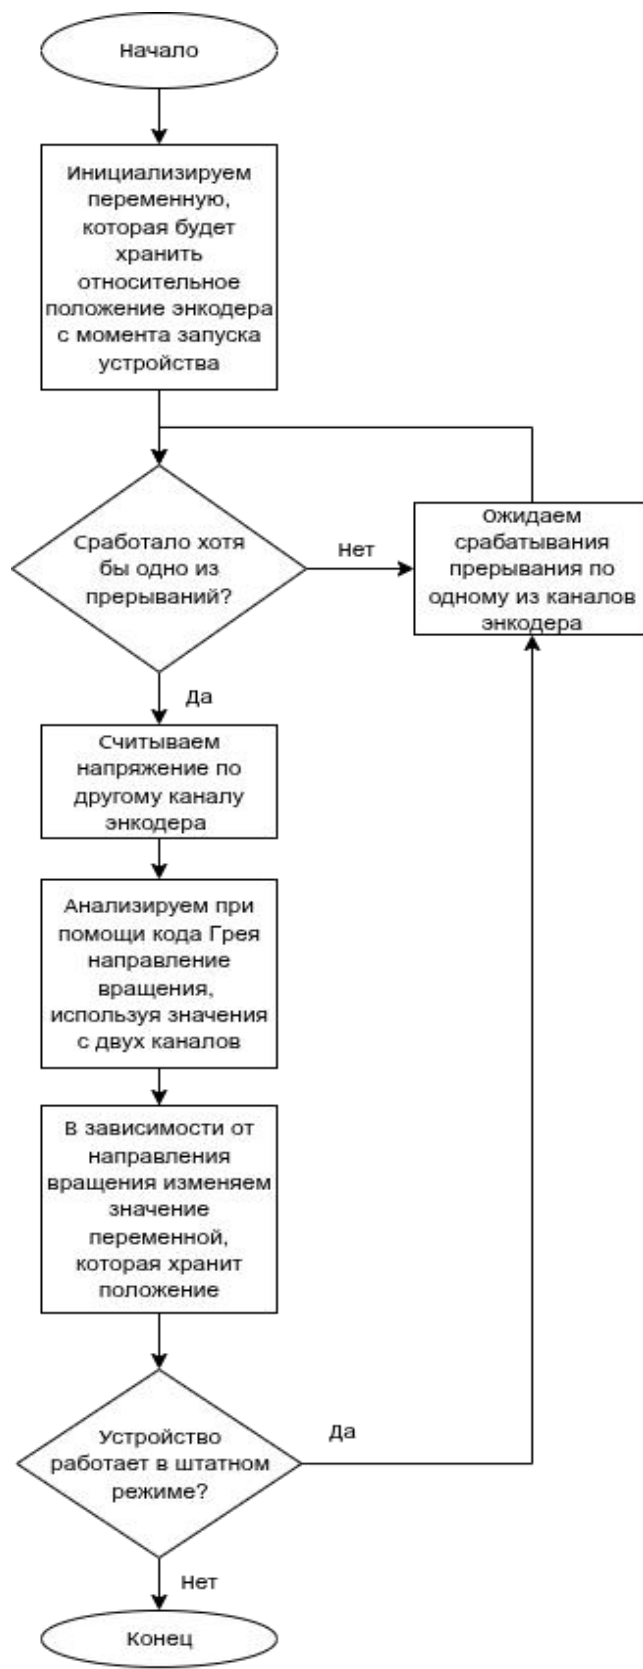 Начало
Инициализируем
переменную,
которая будет
хранить
относительное
положение энкодера
с момента запуска
устройства
Сработало хотя
бы одно из
прерываний?
Нет
Ожидаем
срабатывания
прерывания по
одному из каналов
энкодера
Да
Считываем
напряжение по
другому каналу
энкодера
Анализируем при
помощи кода Грея
направление
вращения,
используя значения
с двух каналов
В зависимости от
направления
вращения изменяем
значение
переменной,
которая хранит
положение
Устройство
работает в штатном
режиме?
Да
Нет
Конец